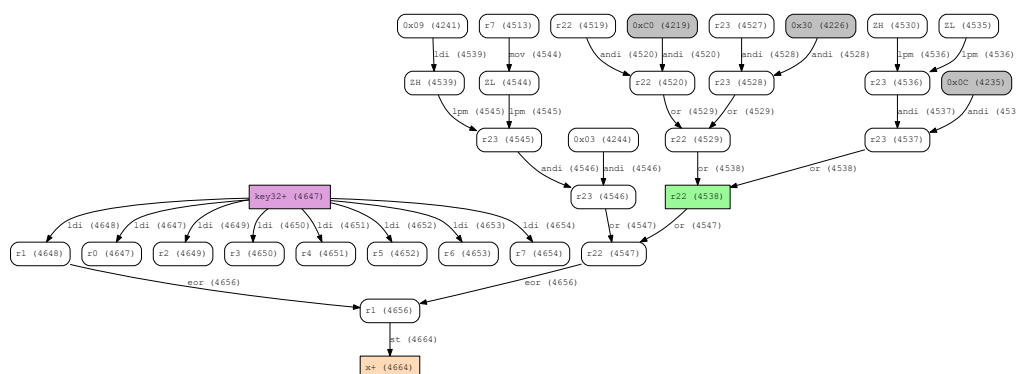 0x09 (4241) r7 (4513) r22 (4519) 0xC0 (4219) r23 (4527) 0x30 (4226) ZH (4530) ZL (4535)
ldi (4539) mov (4544) andi (4520) andi (4520) andi (4528) andi (4528) lpm (4536) lpm (4536)
ZH (4539) ZL (4544) r22 (4520) r23 (4528) r23 (4536) 0x0C (4235)
lpm (4545) lpm (4545) or (4529) or (4529) andi (4537) andi (453
r23 (4545) 0x03 (4244) r22 (4529) r23 (4537)
andi (4546) andi (4546) or (4538) or (4538)
key32+ (4647) r23 (4546) r22 (4538)
ldi (4648) ldi (4647) ldi (4649) ldi (4650) ldi (4651) ldi (4652) ldi (4653) ldi (4654) or (4547) or (4547)
r1 (4648) r0 (4647) r2 (4649) r3 (4650) r4 (4651) r5 (4652) r6 (4653) r7 (4654) r22 (4547)
eor (4656) eor (4656)
r1 (4656)
st (4664)
x+ (4664)